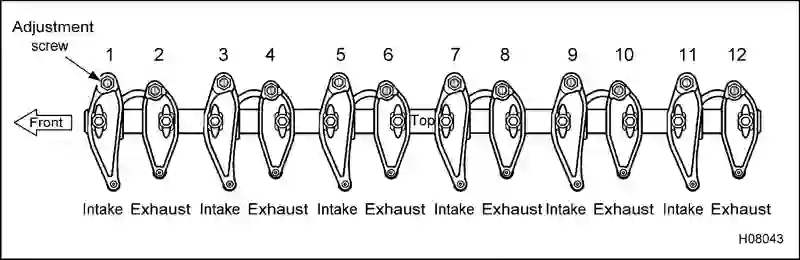 Adjustment
screw
1 2 3 4 5 6 7 8 9 10 11 12
Front
Top
Intake Exhaust Intake Exhaust Intake Exhaust Intake Exhaust Intake Exhaust Intake Exhaust
H08043